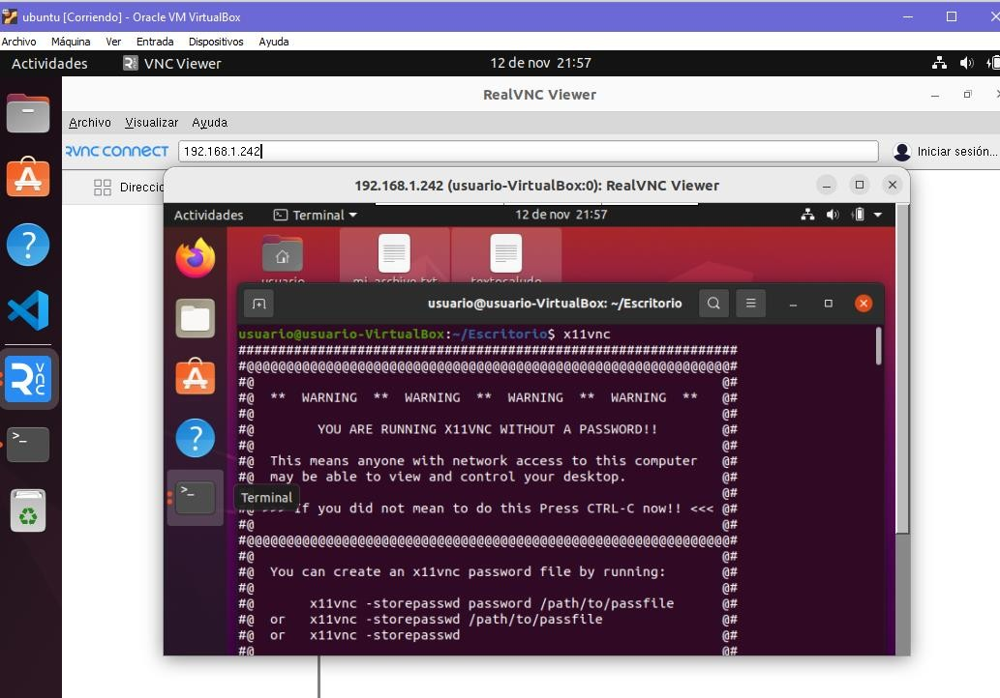 ubuntu [Corriendo] - Oracle VM VirtualBox
Archivo Máquina Ver Entrada Dispositivos Ayuda
Actividades VNC Viewer 12 de nov 21:57
RealVNC Viewer
Archivo Visualizar Ayuda
RVNC CONNECT 192.168.1.242 Iniciar sesión...
192.168.1.242 (usuario-VirtualBox:0): RealVNC Viewer
Actividades Terminal 12 de nov 21:57
usuario mi_archivo.txt textosaludo
usuario@usuario-VirtualBox: ~/Escritorio
usuario@usuario-VirtualBox:~/Escritorio$ x11vnc
###############################################################
#@@@@@@@@@@@@@@@@@@@@@@@@@@@@@@@@@@@@@@@@@@@@@@@@@@@@@@@@@@@@@#
#@ @#
#@ ** WARNING ** WARNING ** WARNING ** WARNING ** @#
#@ @#
#@ YOU ARE RUNNING X11VNC WITHOUT A PASSWORD!! @#
#@ @#
#@ This means anyone with network access to this computer @#
#@ may be able to view and control your desktop. @#
#@ @#
Terminal
>>> If you did not mean to do this Press CTRL-C now!! <<< @#
#@ @#
#@@@@@@@@@@@@@@@@@@@@@@@@@@@@@@@@@@@@@@@@@@@@@@@@@@@@@@@@@@@@@#
#@ @#
#@ You can create an x11vnc password file by running: @#
#@ @#
#@ x11vnc -storepasswd password /path/to/passfile @#
#@ or x11vnc -storepasswd /path/to/passfile @#
#@ or x11vnc -storepasswd @#
#@ @#